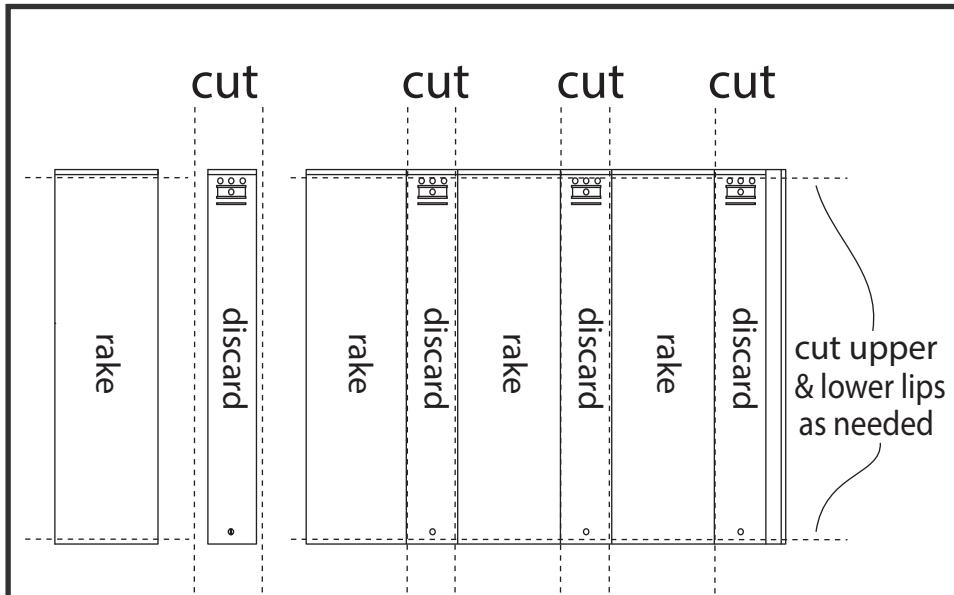 cut cut cut cut
rake discard rake discard rake discard rake discard
cut upper
& lower lips
as needed